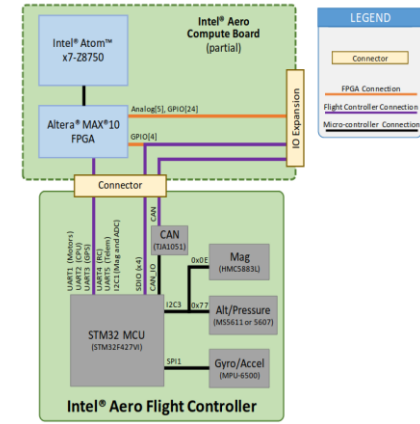 Intel® Aero
Compute Board
(partial)
Intel® Atom™
x7-Z8750
Altera® MAX®10
FPGA
Analog[5], GPIO[24]
GPIO[4]
IO Expansion
Connector
LEGEND
Connector
FPGA Connection
Flight Controller Connection
Micro-controller Connection
UART1 (Motors)
UART2 (CPU)
UART3 (GPS)
UART4 (RC)
UART5 (Telem)
I2C1(Mag and ADC)
SDIO (x4)
CAN
CAN_IO
CAN
(TJA1051)
0x0E
Mag
(HMC5883L)
I2C3
0x77
Alt/Pressure
(MS5611 or 5607)
STM32 MCU
(STM32F427VI)
SPI1
Gyro/Accel
(MPU-6500)
Intel® Aero Flight Controller